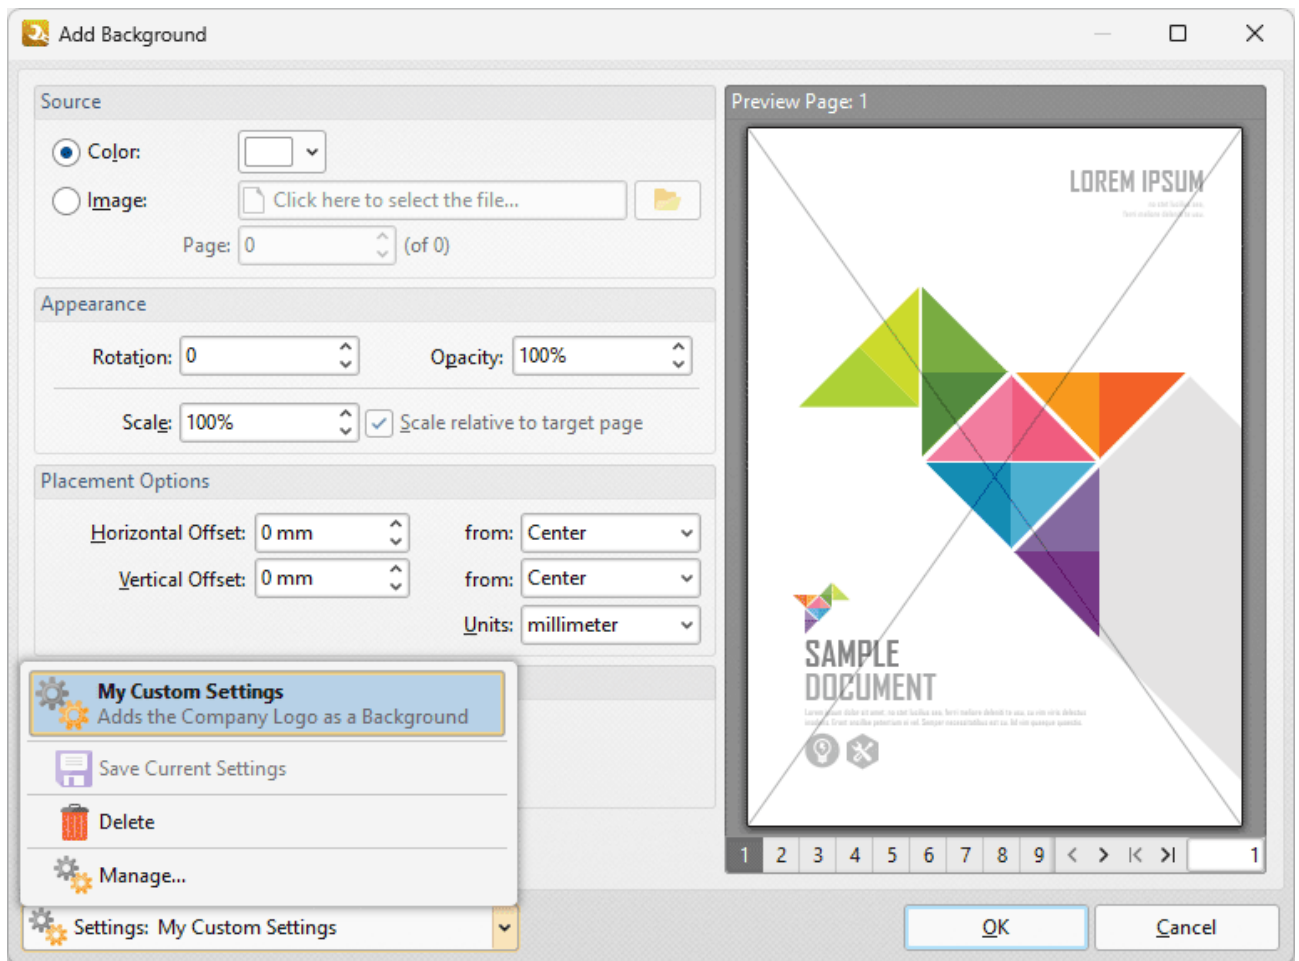 Add Background
Source
Color:
Image: Click here to select the file...
Page: 0 (of 0)
Appearance
Rotation: 0 Opacity: 100%
Scale: 100% Scale relative to target page
Placement Options
Horizontal Offset: 0 mm from: Center
Vertical Offset: 0 mm from: Center
Units: millimeter
My Custom Settings
Adds the Company Logo as a Background
Save Current Settings
Delete
Manage...
Settings: My Custom Settings
Preview Page: 1
LOREM IPSUM
SAMPLE
DOCUMENT
1 2 3 4 5 6 7 8 9 1
OK Cancel